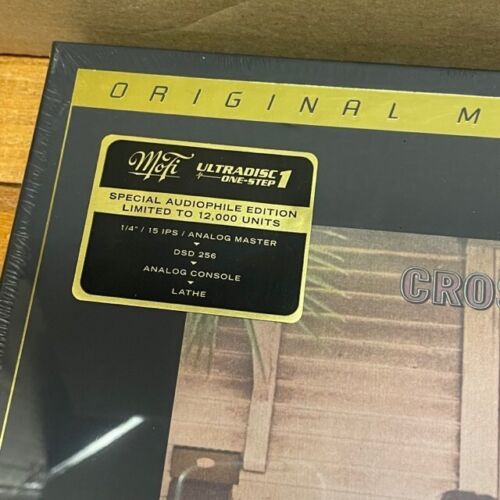 ORIGINAL M
MoFi ULTRADISC ONE-STEP 1
SPECIAL AUDIOPHILE EDITION
LIMITED TO 12,000 UNITS
1/4" / 15 IPS / ANALOG MASTER
DSD 256
ANALOG CONSOLE
LATHE
CROS